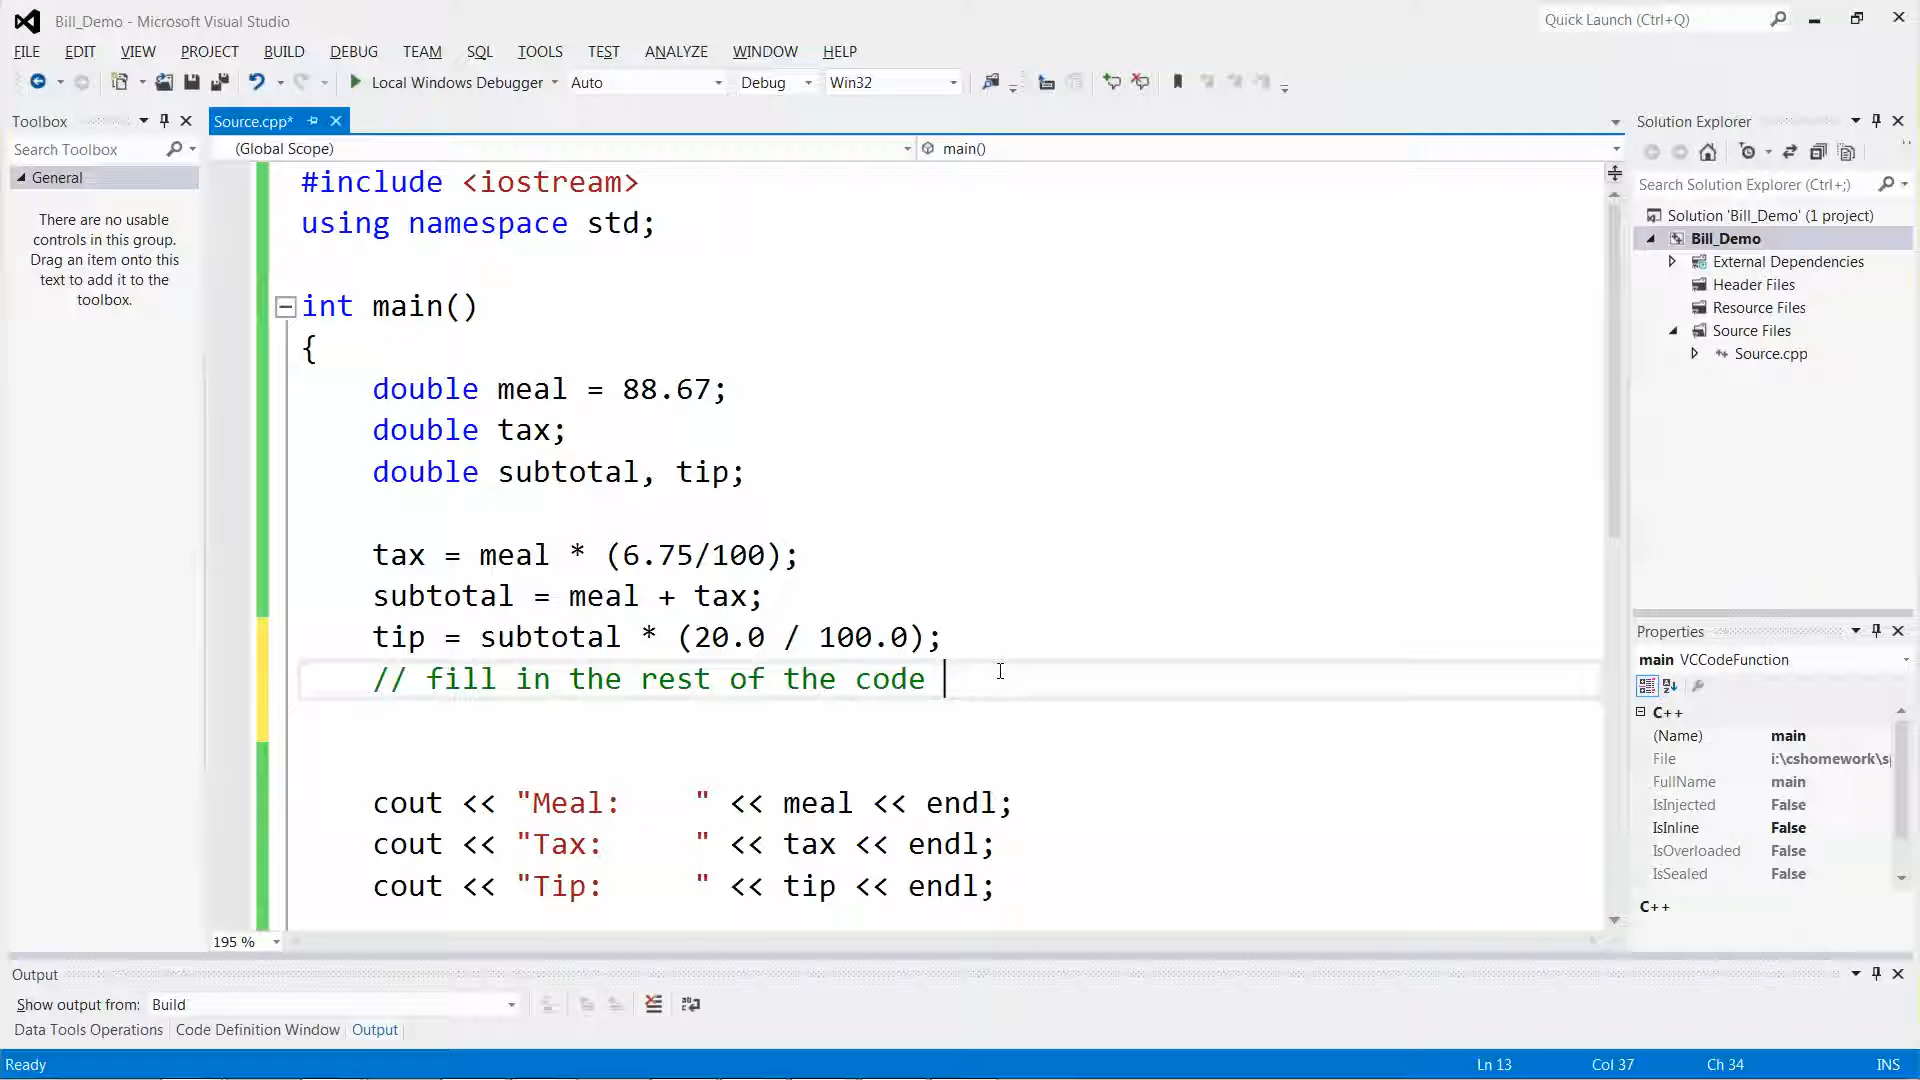 Bill_Demo - Microsoft Visual Studio
Quick Launch (Ctrl+Q)
FILE EDIT VIEW PROJECT BUILD DEBUG TEAM SQL TOOLS TEST ANALYZE WINDOW HELP
Local Windows Debugger Auto Debug Win32
Toolbox
Search Toolbox
General
There are no usable
controls in this group.
Drag an item onto this
text to add it to the
toolbox.
Source.cpp*
(Global Scope) main()
#include <iostream>
using namespace std;
int main()
{
double meal = 88.67;
double tax;
double subtotal, tip;
tax = meal * (6.75/100);
subtotal = meal + tax;
tip = subtotal * (20.0 / 100.0);
// fill in the rest of the code
cout << "Meal:    " << meal << endl;
cout << "Tax:     " << tax << endl;
cout << "Tip:     " << tip << endl;
195 %
Solution Explorer
Search Solution Explorer (Ctrl+;)
Solution 'Bill_Demo' (1 project)
Bill_Demo
External Dependencies
Header Files
Resource Files
Source Files
Source.cpp
Properties
main VCCodeFunction
C++
(Name) main
File i:\cshomework\s
FullName main
IsInjected False
IsInline False
IsOverloaded False
IsSealed False
C++
Output
Show output from: Build
Data Tools Operations Code Definition Window Output
Ready Ln 13 Col 37 Ch 34 INS